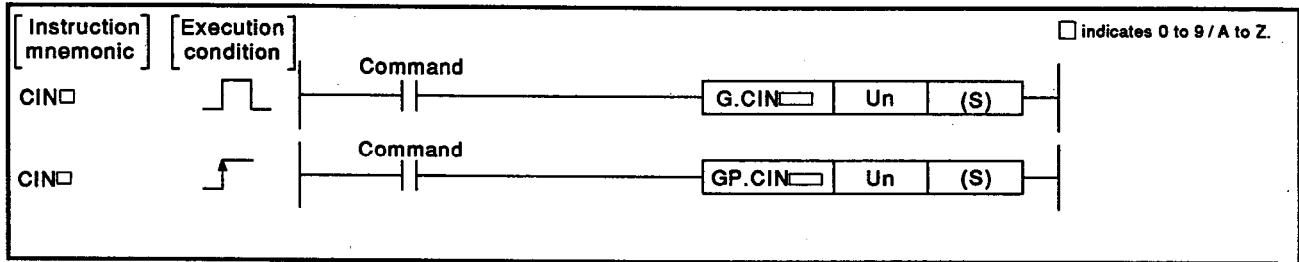 [Instruction mnemonic] [Execution condition]
□ indicates 0 to 9 / A to Z.
Command
CIN□ G.CIN□ Un (S)
Command
CIN□ GP.CIN□ Un (S)